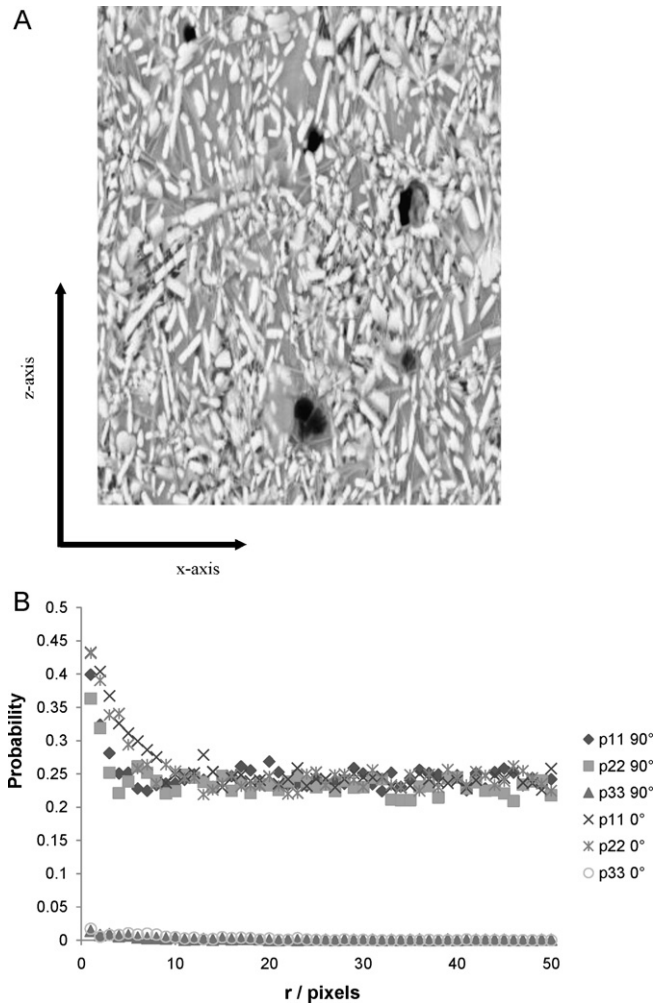 A
z-axis
x-axis
B
0.5
0.45
0.4
0.35
0.3
0.25
0.2
0.15
0.1
0.05
0
Probability
0 10 20 30 40 50
r / pixels
p11 90°
p22 90°
p33 90°
p11 0°
p22 0°
p33 0°